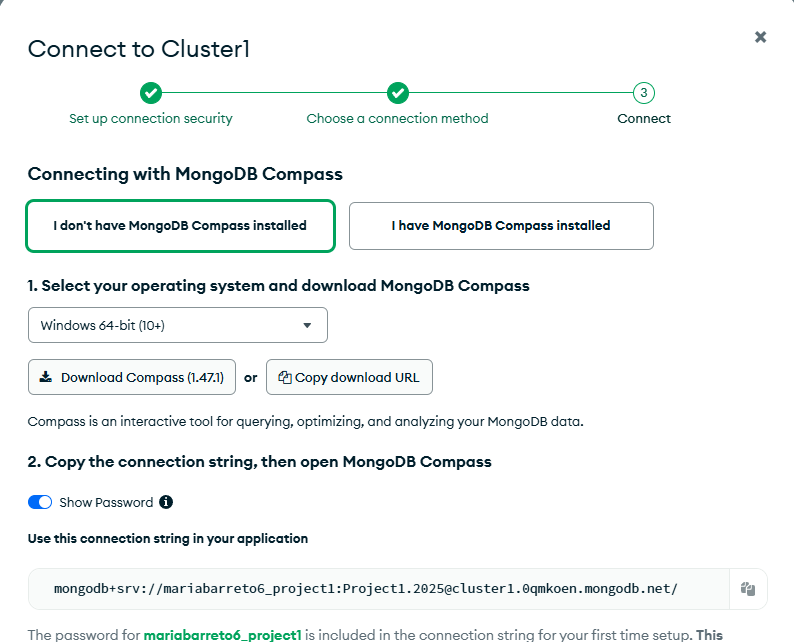 Connect to Cluster1
3
Set up connection security
Choose a connection method
Connect
Connecting with MongoDB Compass
I don't have MongoDB Compass installed
I have MongoDB Compass installed
1. Select your operating system and download MongoDB Compass
Windows 64-bit (10+)
Download Compass (1.47.1) or Copy download URL
Compass is an interactive tool for querying, optimizing, and analyzing your MongoDB data.
2. Copy the connection string, then open MongoDB Compass
Show Password
Use this connection string in your application
mongodb+srv://mariabarreto6_project1:Project1.2025@cluster1.0qmkoen.mongodb.net/
The password for mariabarreto6_project1 is included in the connection string for your first time setup. This